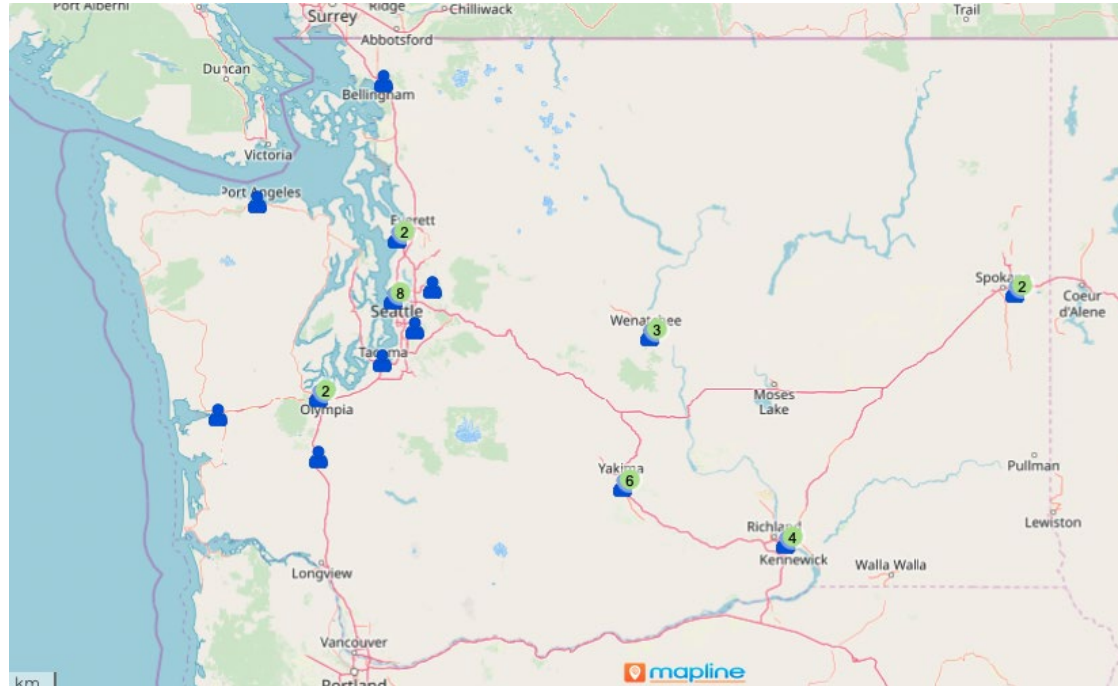 Port Alberni
Surrey
Ridge
Chilliwack
Trail
Abbotsford
Duncan
Bellingham
Victoria
Port Angeles
Everett
2
8
Seattle
Spokane
2
Coeur
d'Alene
Wenatchee
3
Tacoma
2
Olympia
Moses
Lake
Yakima
6
Pullman
Richland
4
Kennewick
Lewiston
Longview
Walla Walla
Vancouver
Portland
km
mapline